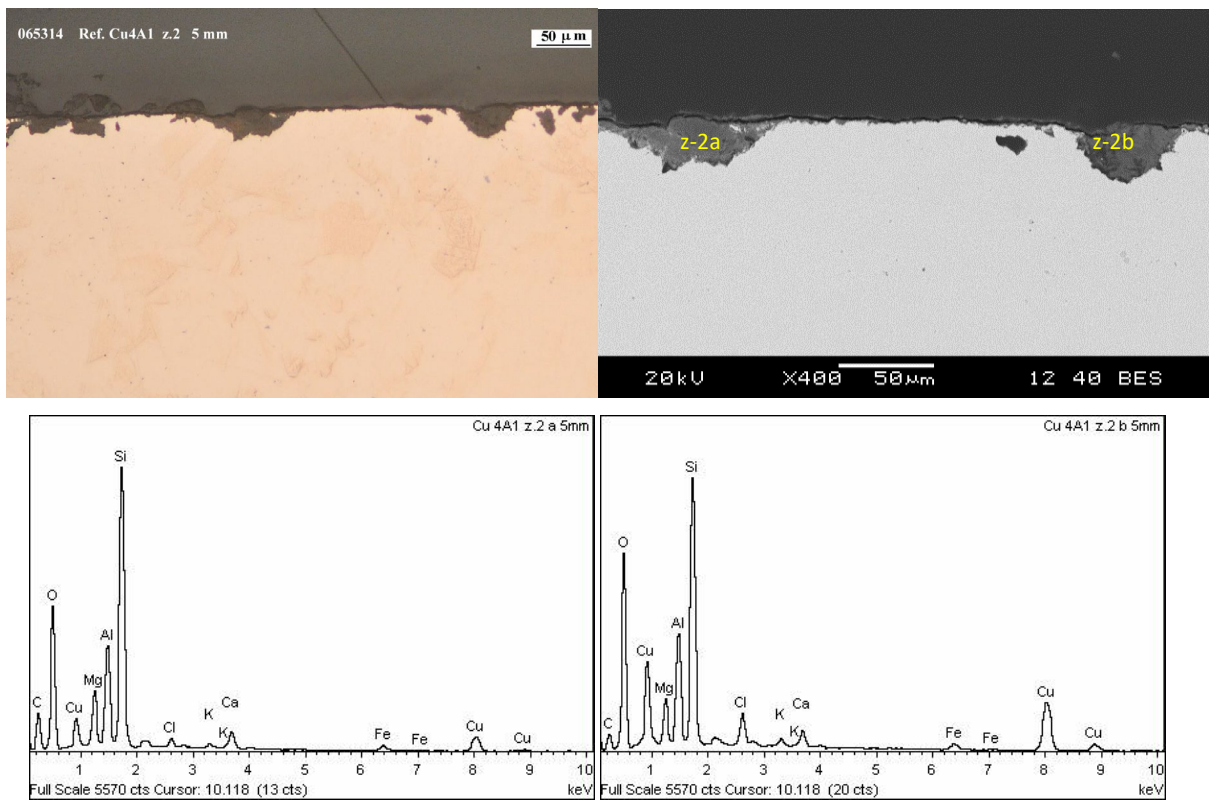 065314 Ref. Cu4A1 z.2 5 mm
50 µm
z-2a
z-2b
20kV X400 50µm 12 40 BES
Cu 4A1 z.2 a 5mm
Si
O
Al
Mg
C
Cu
Cl
K
K
Ca
Fe
Fe
Cu
Cu
1 2 3 4 5 6 7 8 9 10
Full Scale 5570 cts Cursor: 10.118 (13 cts)
keV
Cu 4A1 z.2 b 5mm
Si
O
Al
Cu
Mg
C
Cl
K
K
Ca
Fe
Fe
Cu
Cu
1 2 3 4 5 6 7 8 9 10
Full Scale 5570 cts Cursor: 10.118 (20 cts)
keV